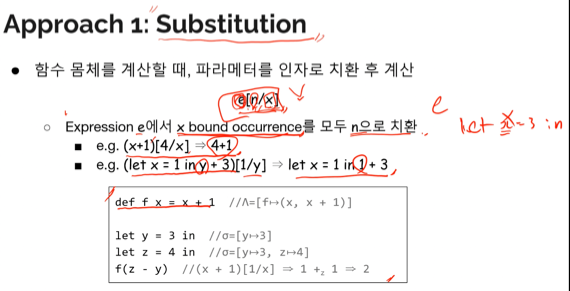 Approach 1: Substitution
● 함수 몸체를 계산할 때, 파라메터를 인자로 치환 후 계산
e[n/x]
e
○ Expression e에서 x bound occurrence를 모두 n으로 치환
let x=3 in
■ e.g. (x+1)[4/x] ⇒ 4+1
■ e.g. (let x = 1 in y + 3)[1/y] ⇒ let x = 1 in 1 + 3
def f x = x + 1 //Λ=[f↦(x, x + 1)]
let y = 3 in //σ=[y↦3]
let z = 4 in //σ=[y↦3, z↦4]
f(z - y) //(x + 1)[1/x] ⇒ 1 +z 1 ⇒ 2